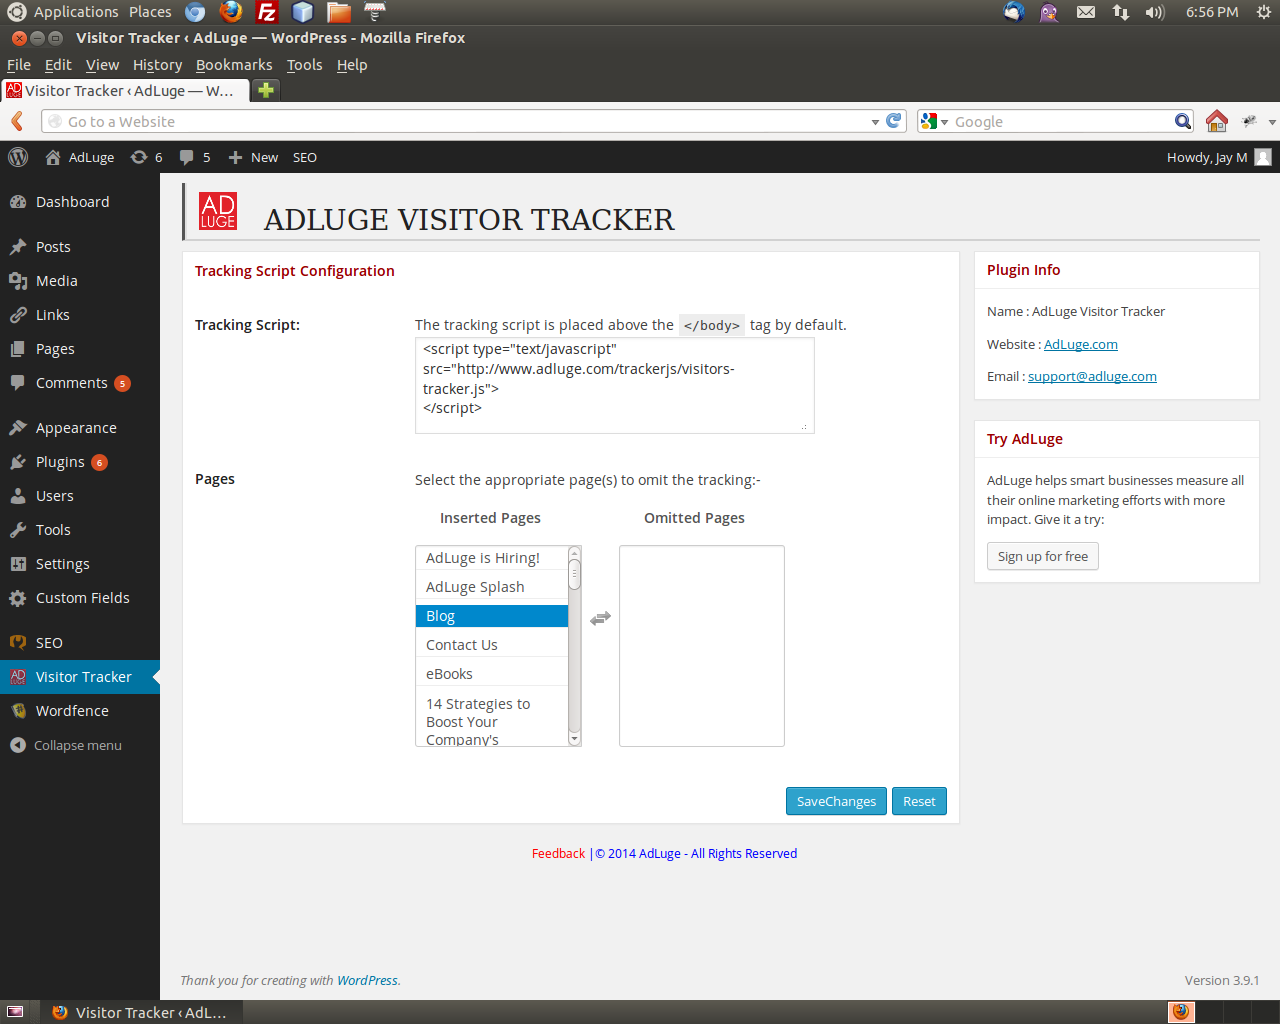 Applications Places 6:56 PM
Visitor Tracker ‹ AdLuge — WordPress - Mozilla Firefox
File Edit View History Bookmarks Tools Help
AD LUGE Visitor Tracker ‹ AdLuge — W...
Go to a Website Google
AdLuge 6 5 New SEO Howdy, Jay M
Dashboard
Posts
Media
Links
Pages
Comments 5
Appearance
Plugins 6
Users
Tools
Settings
Custom Fields
SEO
Visitor Tracker
Wordfence
Collapse menu
AD
LUGE
ADLUGE VISITOR TRACKER
Tracking Script Configuration
Tracking Script: The tracking script is placed above the </body> tag by default.
<script type="text/javascript"
src="http://www.adluge.com/trackerjs/visitors-
tracker.js">
</script>
Pages Select the appropriate page(s) to omit the tracking:-
Inserted Pages Omitted Pages
AdLuge is Hiring!
AdLuge Splash
Blog
Contact Us
eBooks
14 Strategies to
Boost Your
Company's
SaveChanges Reset
Plugin Info
Name : AdLuge Visitor Tracker
Website : AdLuge.com
Email : support@adluge.com
Try AdLuge
AdLuge helps smart businesses measure all
their online marketing efforts with more
impact. Give it a try:
Sign up for free
Feedback |© 2014 AdLuge - All Rights Reserved
Thank you for creating with WordPress. Version 3.9.1
Visitor Tracker ‹ AdL...